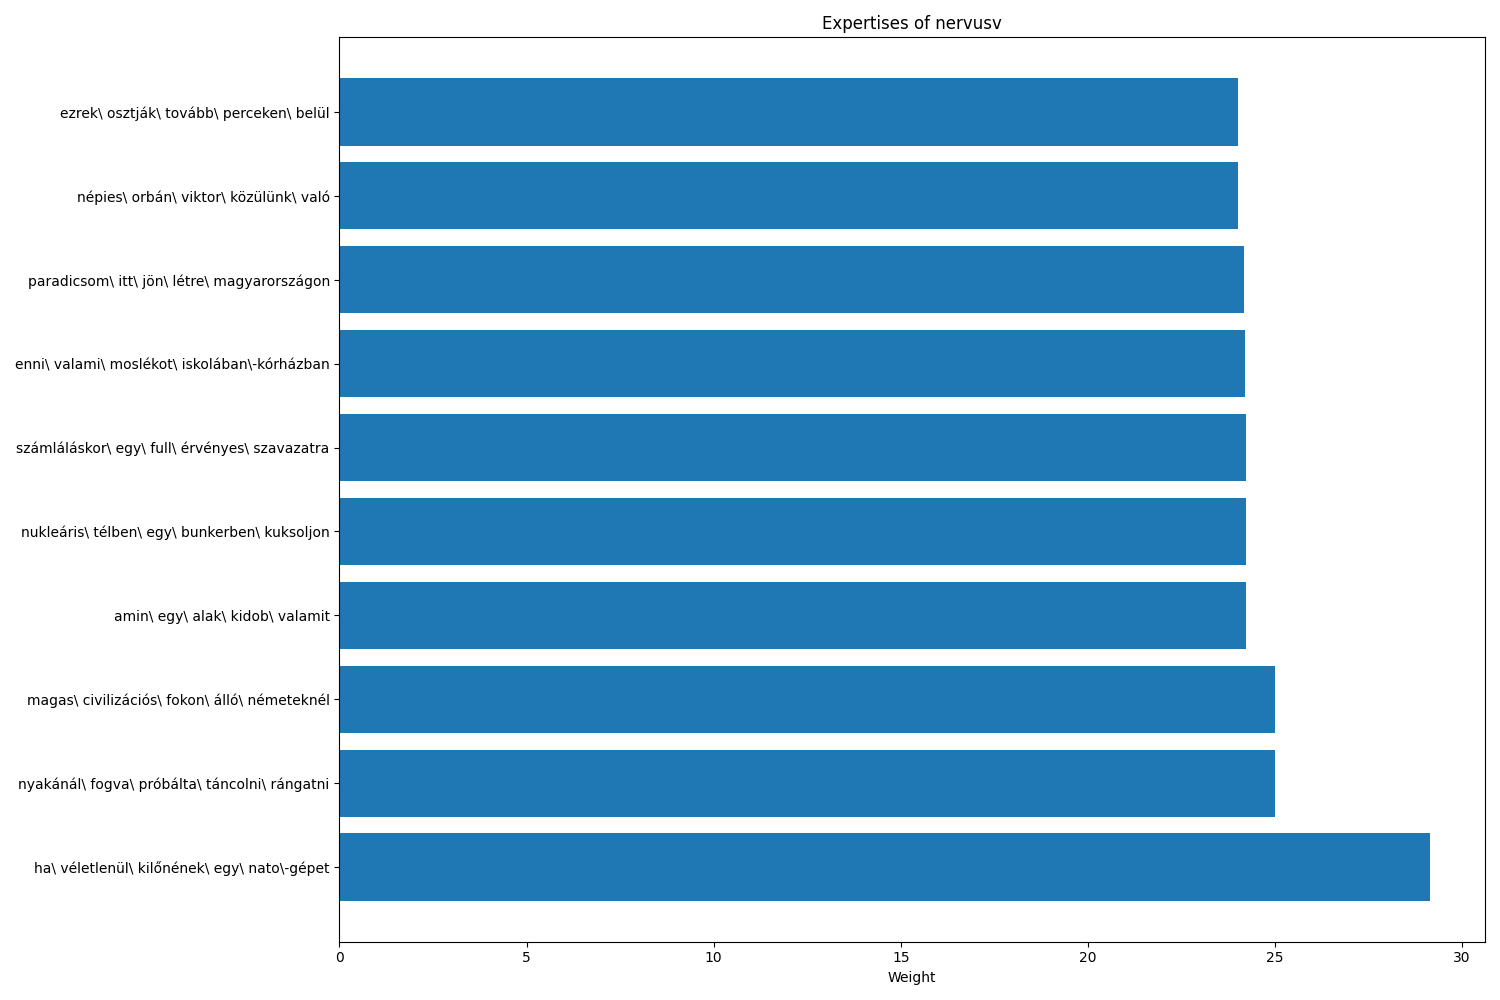 Expertises of nervusv
ezrek\ osztják\ tovább\ perceken\ belül
népies\ orbán\ viktor\ közülünk\ való
paradicsom\ itt\ jön\ létre\ magyarországon
enni\ valami\ moslékot\ iskolában\-kórházban
számláláskor\ egy\ full\ érvényes\ szavazatra
nukleáris\ télben\ egy\ bunkerben\ kuksoljon
amin\ egy\ alak\ kidob\ valamit
magas\ civilizációs\ fokon\ álló\ németeknél
nyakánál\ fogva\ próbálta\ táncolni\ rángatni
ha\ véletlenül\ kilőnének\ egy\ nato\-gépet
0 5 10 15 20 25 30
Weight